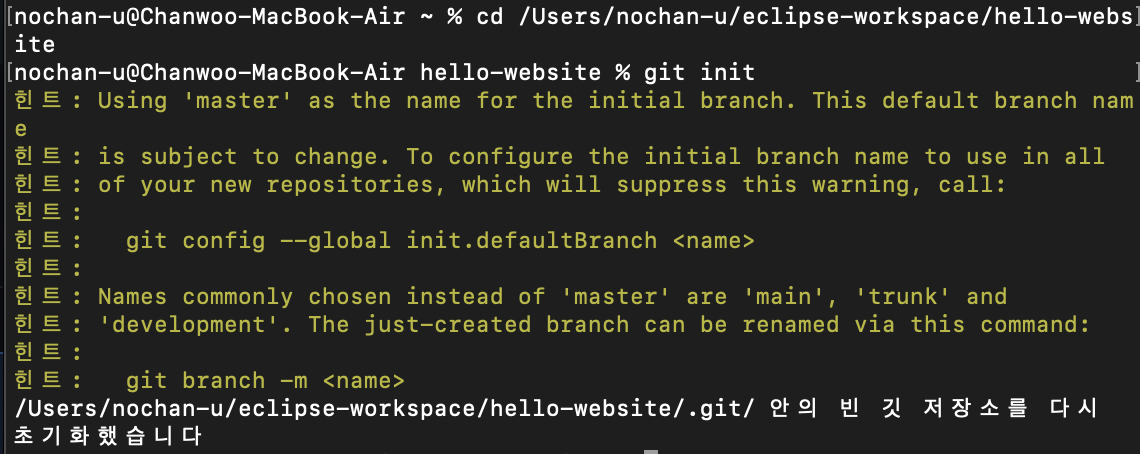 [nochan-u@Chanwoo-MacBook-Air ~ % cd /Users/nochan-u/eclipse-workspace/hello-webs]
ite
[nochan-u@Chanwoo-MacBook-Air hello-website % git init ]
힌트: Using 'master' as the name for the initial branch. This default branch nam
e
힌트: is subject to change. To configure the initial branch name to use in all
힌트: of your new repositories, which will suppress this warning, call:
힌트:
힌트:   git config --global init.defaultBranch <name>
힌트:
힌트: Names commonly chosen instead of 'master' are 'main', 'trunk' and
힌트: 'development'. The just-created branch can be renamed via this command:
힌트:
힌트:   git branch -m <name>
/Users/nochan-u/eclipse-workspace/hello-website/.git/ 안의 빈 깃 저장소를 다시
초기화했습니다